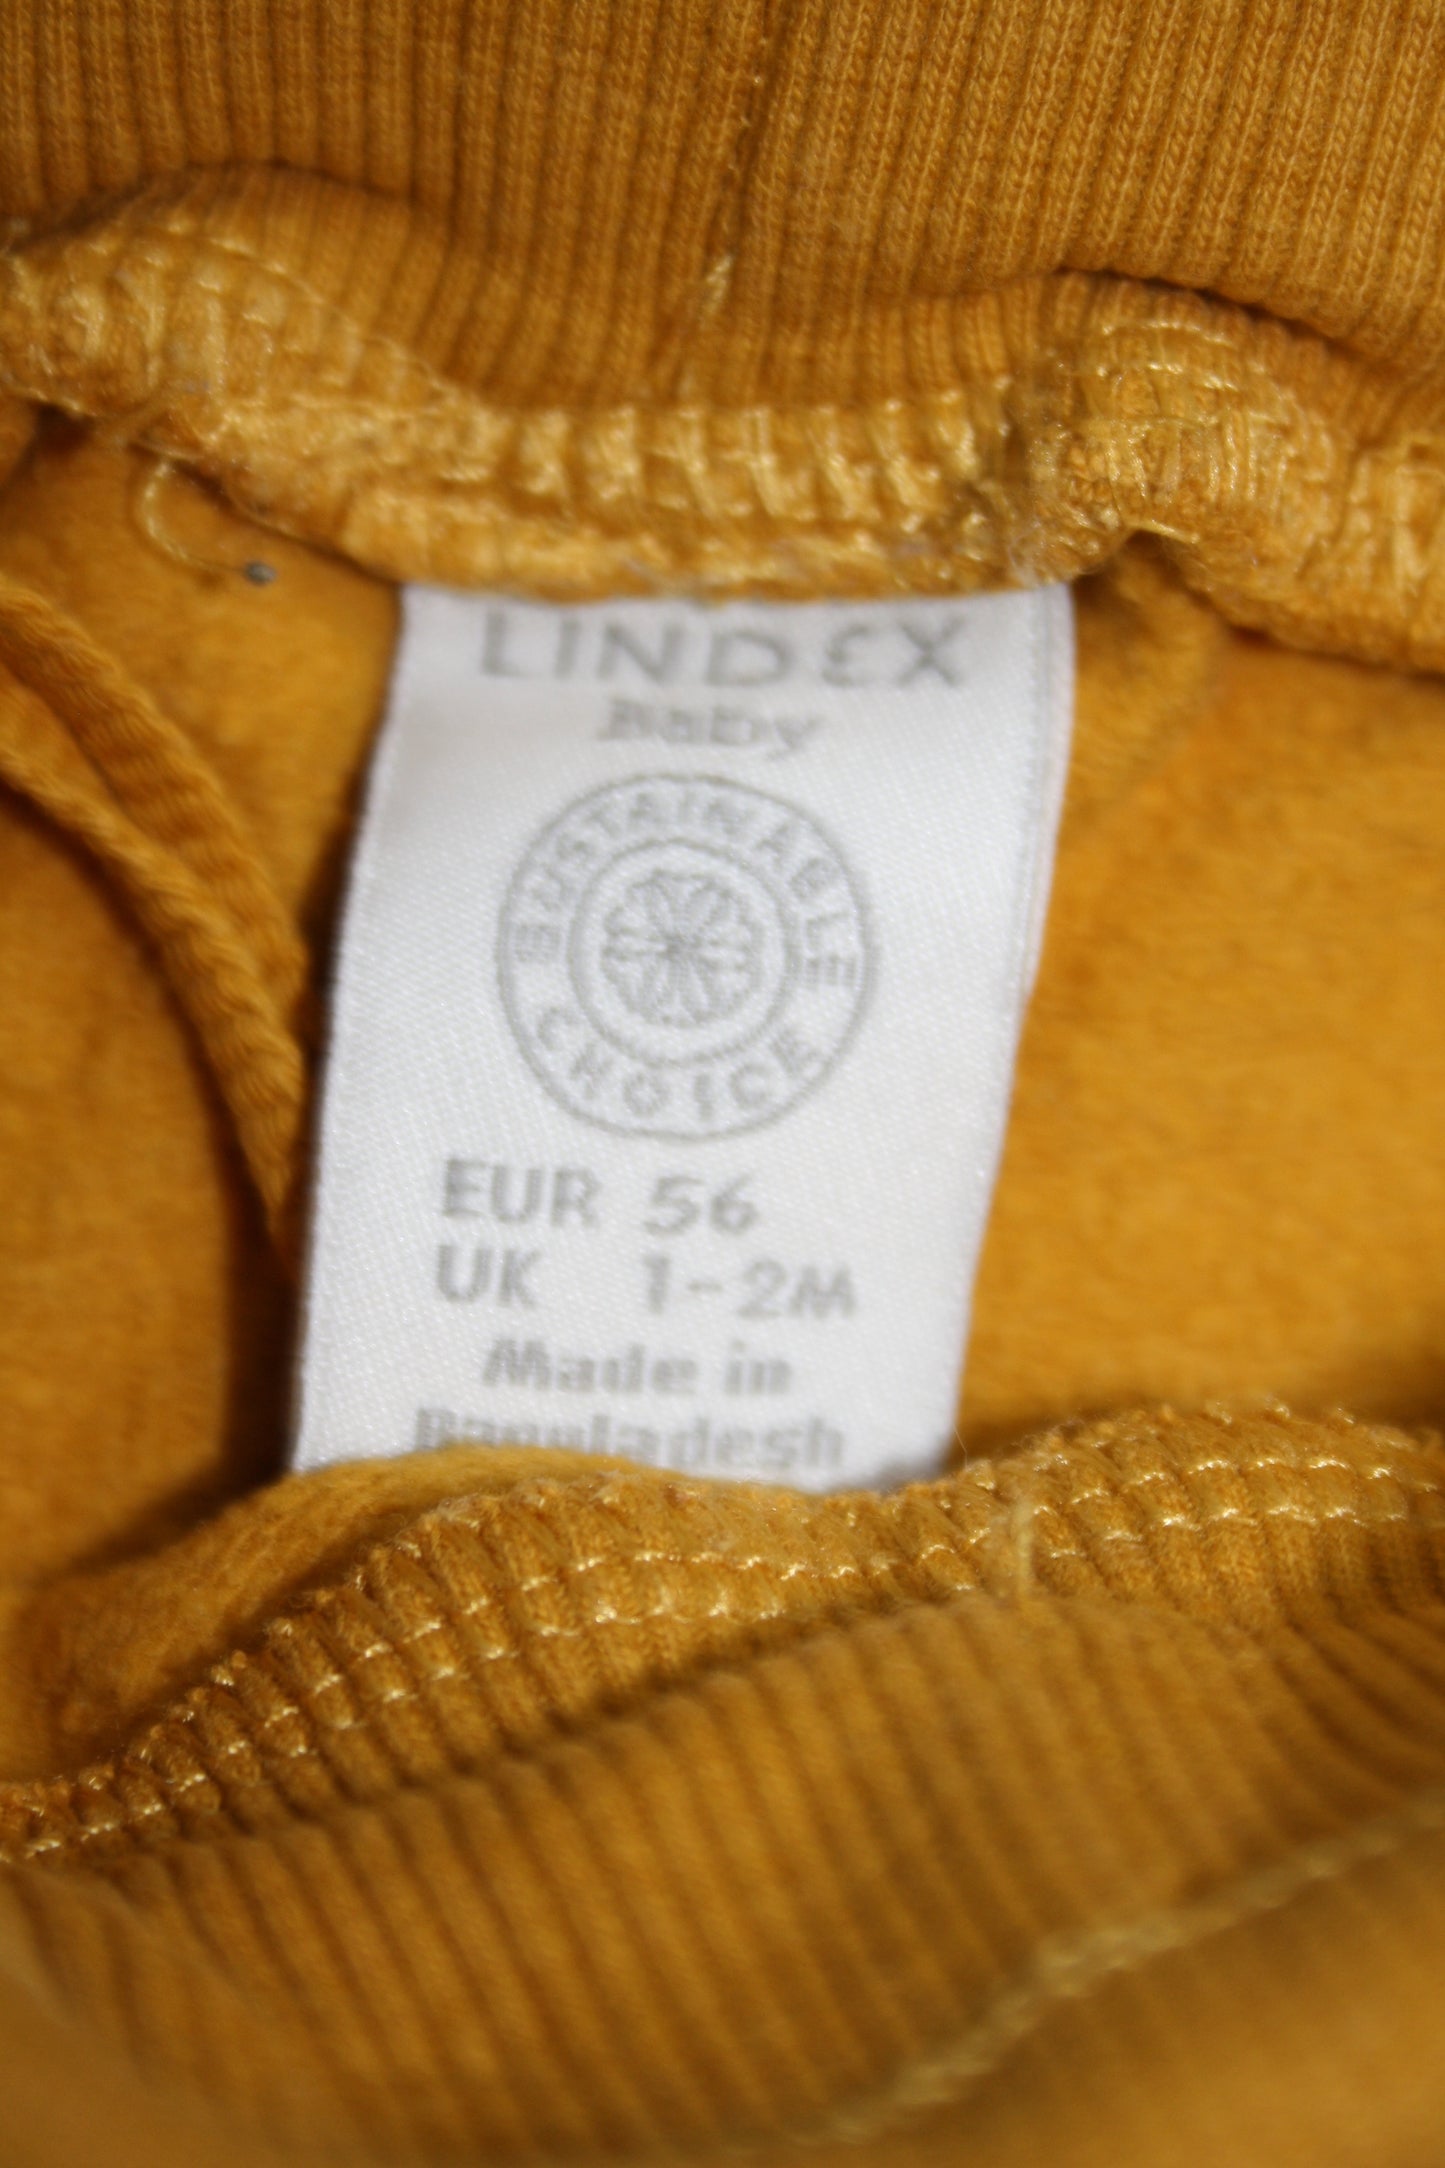 LINDEX
Baby
SUSTAINABLE
CHOICE
EUR 56
UK 1-2M
Made in
Bangladesh